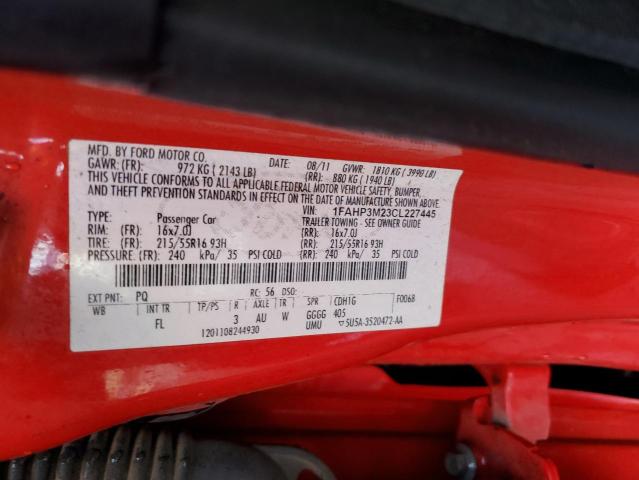 MFD. BY FORD MOTOR CO.
08/11 GVWR: 1810 KG ( 3990 LB)
GAWR: (FR): 972 KG ( 2143 LB) (RR): 880 KG ( 1940 LB)
THIS VEHICLE CONFORMS TO ALL APPLICABLE FEDERAL MOTOR VEHICLE SAFETY, BUMPER,
AND THEFT PREVENTION STANDARDS IN EFFECT ON THE DATE OF MANUFACTURE SHOWN ABOVE.
VIN: 1FAHP3M23CL227445
TYPE: Passenger Car TRAILER TOWING - SEE OWNER GUIDE
RIM: (FR): 16x7.0J (RR): 16x7.0J
TIRE: (FR): 215/55R16 93H (RR): 215/55R16 93H
PRESSURE: (FR): 240 kPa/ 35 PSI COLD (RR): 240 kPa/ 35 PSI COLD
EXT PNT: PQ RC: 56 DSO: F0068
WB INT TR TP/PS R AXLE TR SPR CDH1G
FL 3 AU W GGGG 405
1201108244930 UMU ▽5U5A-3520472-AA